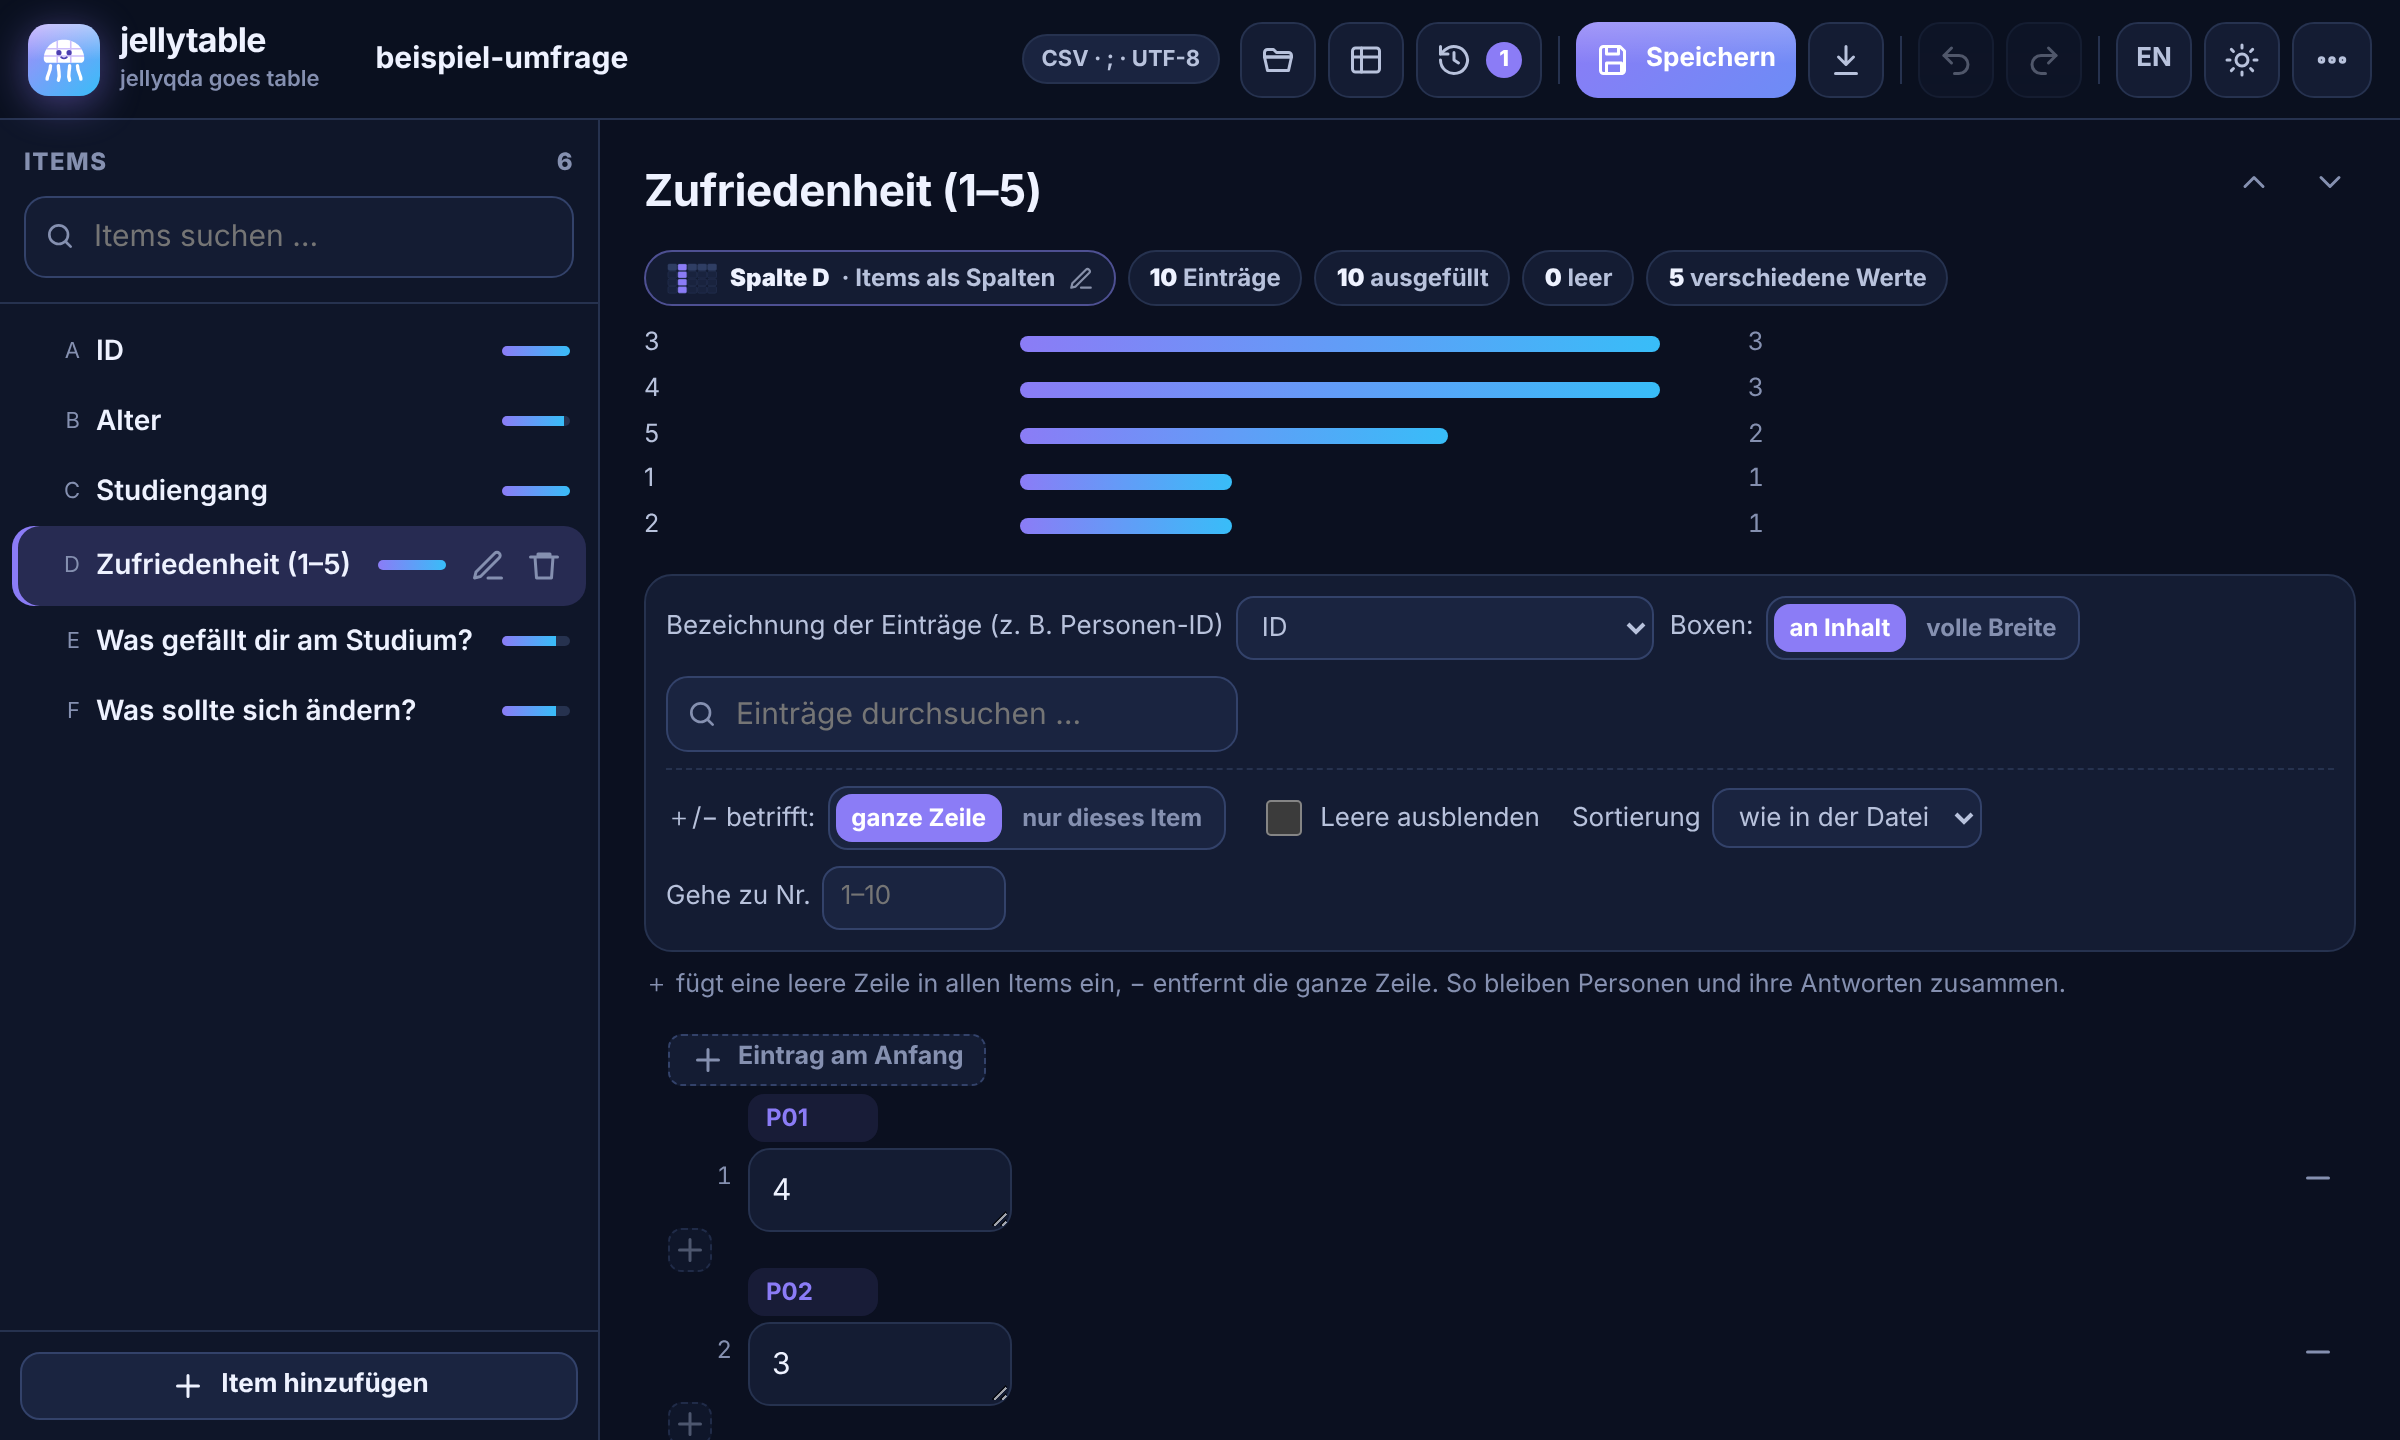 jellytable
jellyqda goes table
beispiel-umfrage
CSV · ; · UTF-8
1
Speichern
EN
ITEMS 6
Items suchen ...
A ID
B Alter
C Studiengang
D Zufriedenheit (1–5)
E Was gefällt dir am Studium?
F Was sollte sich ändern?
+ Item hinzufügen
Zufriedenheit (1–5)
Spalte D · Items als Spalten
10 Einträge
10 ausgefüllt
0 leer
5 verschiedene Werte
3 3
4 3
5 2
1 1
2 1
Bezeichnung der Einträge (z. B. Personen-ID) ID Boxen: an Inhalt volle Breite
Einträge durchsuchen ...
+/− betrifft: ganze Zeile nur dieses Item Leere ausblenden Sortierung wie in der Datei
Gehe zu Nr. 1–10
+ fügt eine leere Zeile in allen Items ein, − entfernt die ganze Zeile. So bleiben Personen und ihre Antworten zusammen.
+ Eintrag am Anfang
P01
1 4 −
+
P02
2 3 −
+